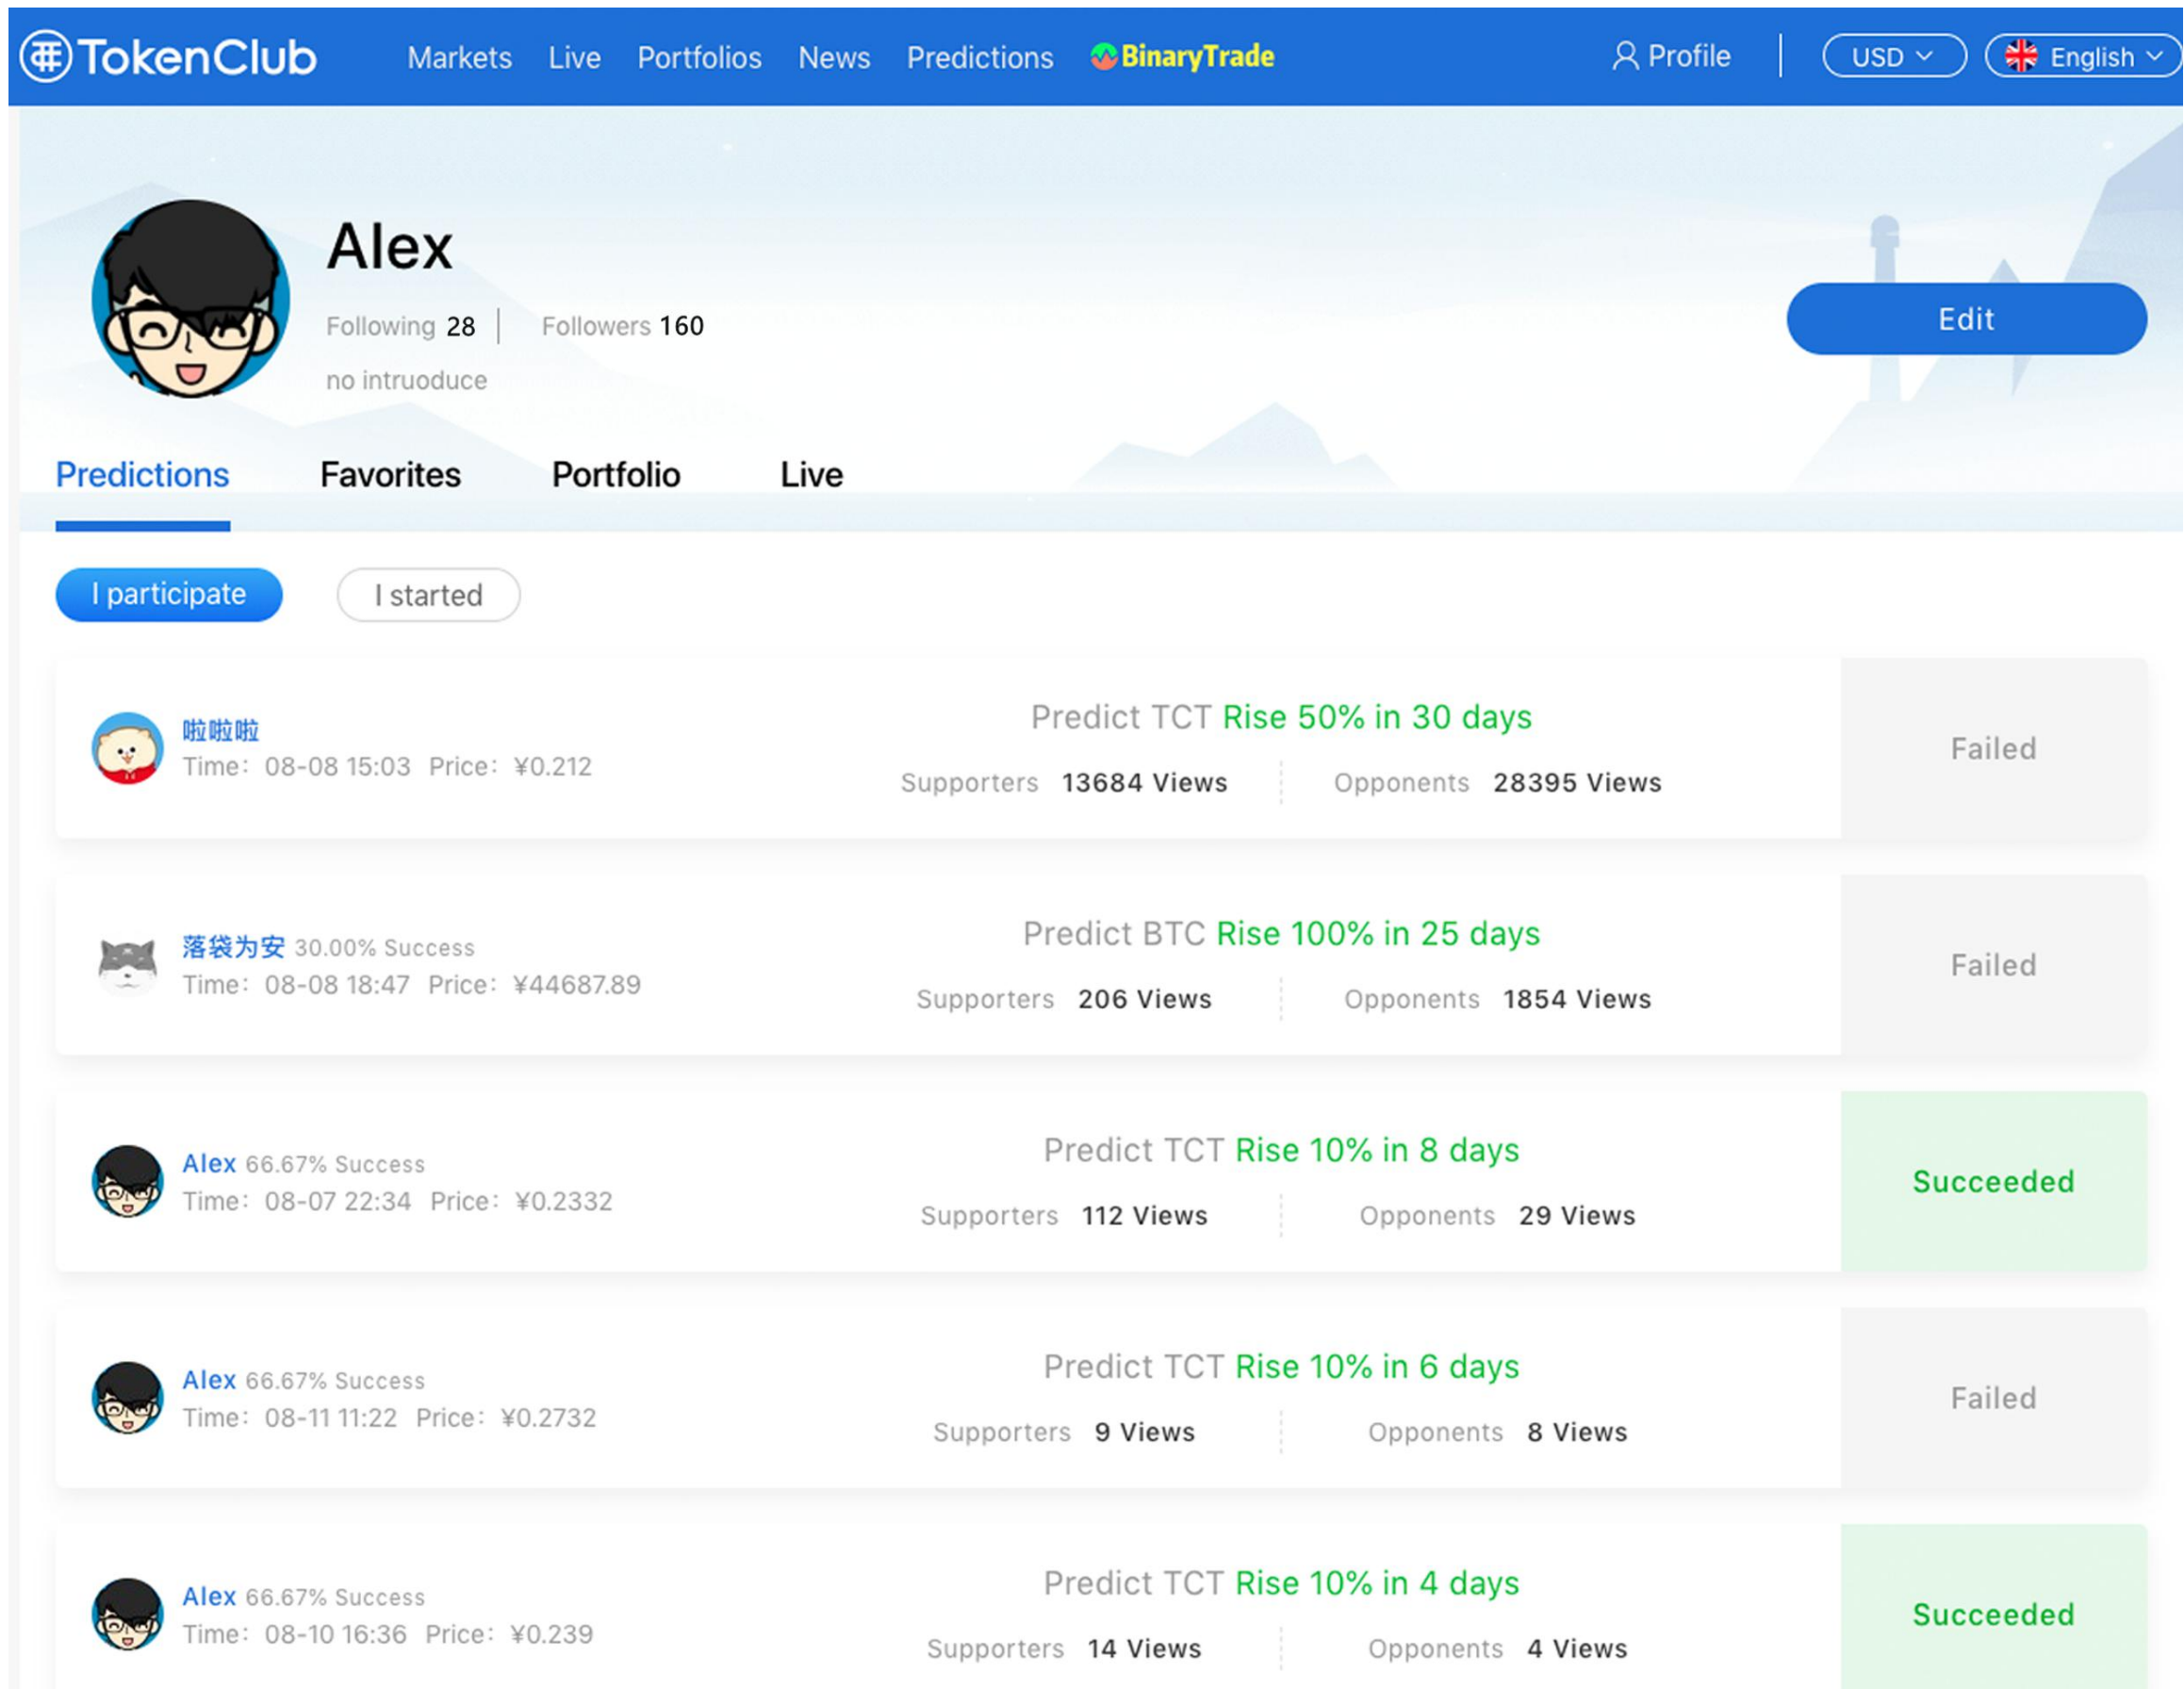 TokenClub Markets Live Portfolios News Predictions BinaryTrade Profile USD English
Alex
Following 28 Followers 160
no intruoduce
Edit
Predictions Favorites Portfolio Live
I participate I started
啦啦啦
Time: 08-08 15:03 Price: ¥0.212
Predict TCT Rise 50% in 30 days
Supporters 13684 Views Opponents 28395 Views
Failed
落袋为安 30.00% Success
Time: 08-08 18:47 Price: ¥44687.89
Predict BTC Rise 100% in 25 days
Supporters 206 Views Opponents 1854 Views
Failed
Alex 66.67% Success
Time: 08-07 22:34 Price: ¥0.2332
Predict TCT Rise 10% in 8 days
Supporters 112 Views Opponents 29 Views
Succeeded
Alex 66.67% Success
Time: 08-11 11:22 Price: ¥0.2732
Predict TCT Rise 10% in 6 days
Supporters 9 Views Opponents 8 Views
Failed
Alex 66.67% Success
Time: 08-10 16:36 Price: ¥0.239
Predict TCT Rise 10% in 4 days
Supporters 14 Views Opponents 4 Views
Succeeded